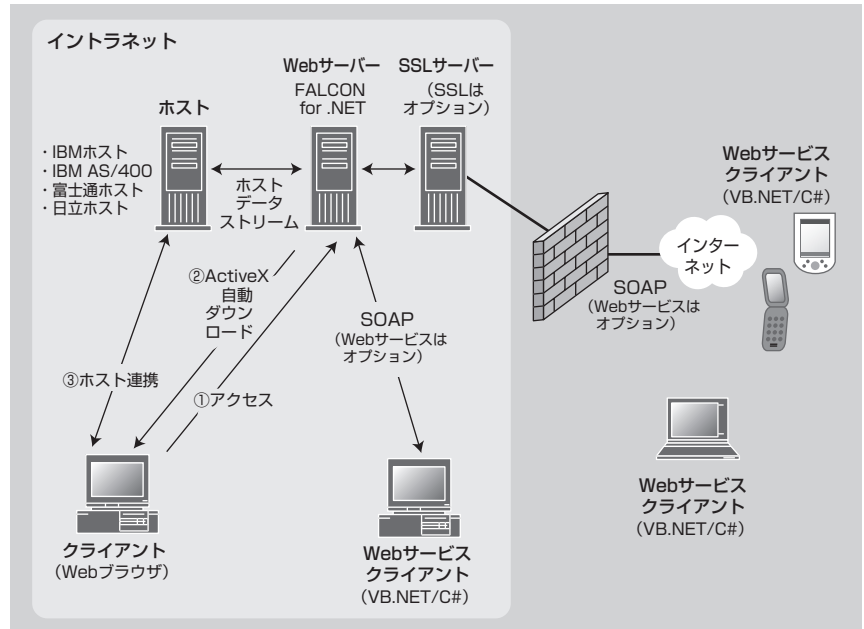 イントラネット
Webサーバー
FALCON
for .NET
SSLサーバー
(SSLは
オプション)
ホスト
・IBMホスト
・IBM AS/400
・富士通ホスト
・日立ホスト
ホスト
データ
ストリーム
Webサービス
クライアント
(VB.NET/C#)
インター
ネット
SOAP
(Webサービスは
オプション)
②ActiveX
自動
ダウン
ロード
SOAP
(Webサービスは
オプション)
③ホスト連携
①アクセス
クライアント
(Webブラウザ)
Webサービス
クライアント
(VB.NET/C#)
Webサービス
クライアント
(VB.NET/C#)